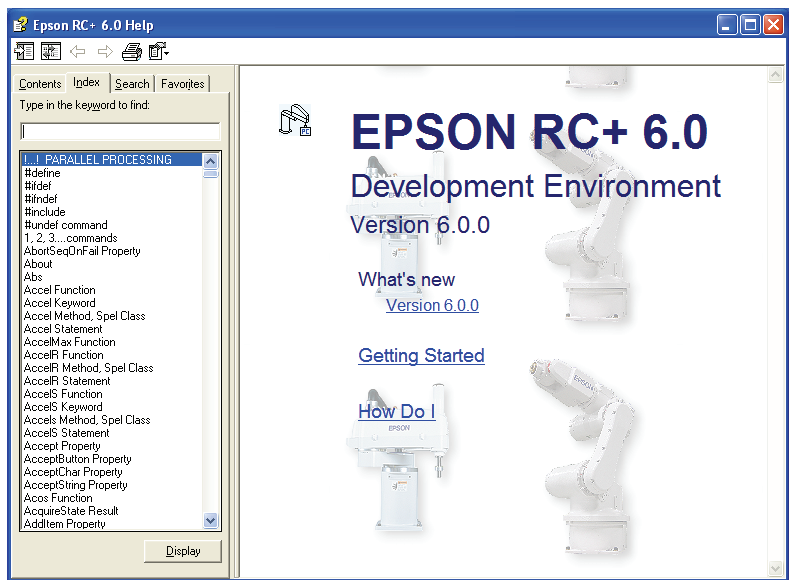 Epson RC+ 6.0 Help
Contents Index Search Favorites
Type in the keyword to find:
!...! PARALLEL PROCESSING
#define
#ifdef
#ifndef
#include
#undef command
1, 2, 3....commands
AbortSeqOnFail Property
About
Abs
Accel Function
Accel Keyword
Accel Method, Spel Class
Accel Statement
AccelMax Function
AccelR Function
AccelR Method, Spel Class
AccelR Statement
AccelS Function
AccelS Keyword
Accels Method, Spel Class
AccelS Statement
Accept Property
AcceptButton Property
AcceptChar Property
AcceptString Property
Acos Function
AcquireState Result
AddItem Property
Display
PC
EPSON RC+ 6.0
Development Environment
Version 6.0.0
What's new
Version 6.0.0
Getting Started
How Do I
EPSON
EPSON